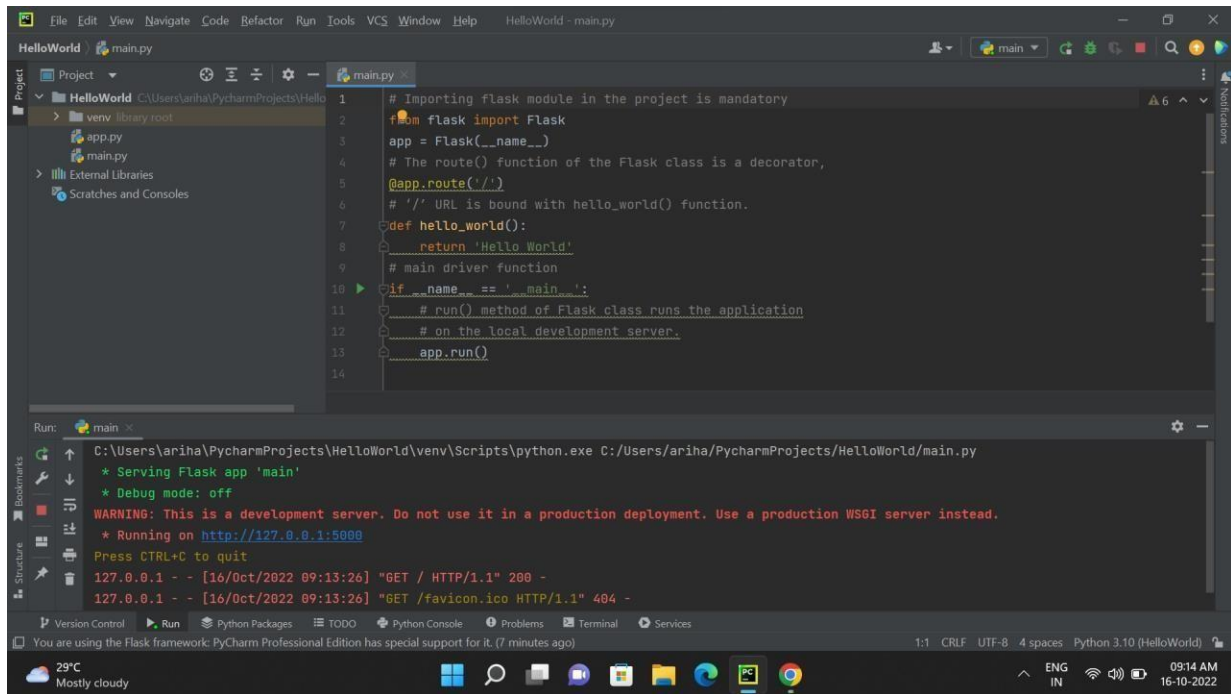 PC File Edit View Navigate Code Refactor Run Tools VCS Window Help HelloWorld - main.py
HelloWorld main.py main
Project
main.py
Project
HelloWorld C:\Users\ariha\PycharmProjects\Hello
venv library root
app.py
main.py
External Libraries
Scratches and Consoles
1 # Importing flask module in the project is mandatory
2 from flask import Flask
3 app = Flask(__name__)
4 # The route() function of the Flask class is a decorator,
5 @app.route('/')
6 # '/' URL is bound with hello_world() function.
7 def hello_world():
8 return 'Hello World'
9 # main driver function
10 if __name__ == '__main__':
11 # run() method of Flask class runs the application
12 # on the local development server.
13 app.run()
14
6
Notifications
Run: main
C:\Users\ariha\PycharmProjects\HelloWorld\venv\Scripts\python.exe C:/Users/ariha/PycharmProjects/HelloWorld/main.py
* Serving Flask app 'main'
* Debug mode: off
WARNING: This is a development server. Do not use it in a production deployment. Use a production WSGI server instead.
* Running on http://127.0.0.1:5000
Press CTRL+C to quit
127.0.0.1 - - [16/Oct/2022 09:13:26] "GET / HTTP/1.1" 200 -
127.0.0.1 - - [16/Oct/2022 09:13:26] "GET /favicon.ico HTTP/1.1" 404 -
Bookmarks
Structure
Version Control Run Python Packages TODO Python Console Problems Terminal Services
You are using the Flask framework: PyCharm Professional Edition has special support for it. (7 minutes ago) 1:1 CRLF UTF-8 4 spaces Python 3.10 (HelloWorld)
29°C
Mostly cloudy
PC
ENG
IN
09:14 AM
16-10-2022